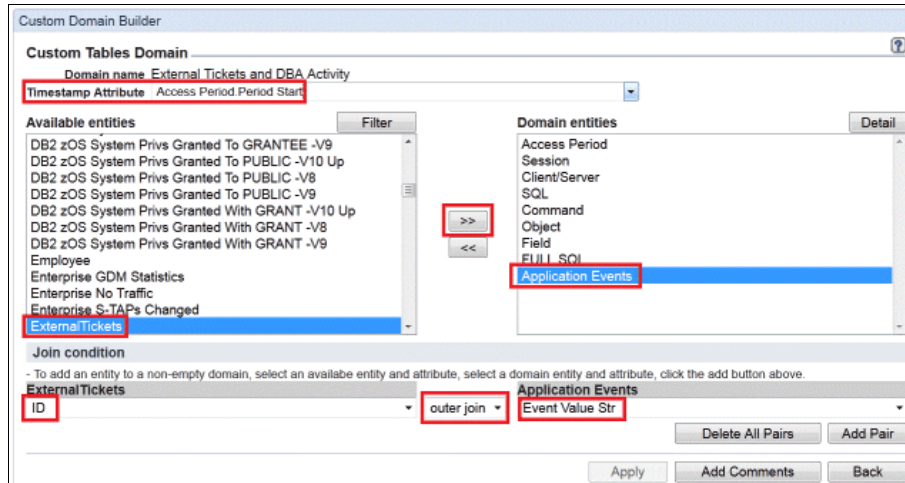 Custom Domain Builder
Custom Tables Domain
?
Domain name External Tickets and DBA Activity
Timestamp Attribute Access Period.Period Start
Available entities
Filter
DB2 zOS System Privs Granted To GRANTEE -V9
DB2 zOS System Privs Granted To PUBLIC -V10 Up
DB2 zOS System Privs Granted To PUBLIC -V8
DB2 zOS System Privs Granted To PUBLIC -V9
DB2 zOS System Privs Granted With GRANT -V10 Up
DB2 zOS System Privs Granted With GRANT -V8
DB2 zOS System Privs Granted With GRANT -V9
Employee
Enterprise GDM Statistics
Enterprise No Traffic
Enterprise S-TAPs Changed
ExternalTickets
>>
<<
Domain entities
Detail
Access Period
Session
Client/Server
SQL
Command
Object
Field
FULL SQL
Application Events
Join condition
- To add an entity to a non-empty domain, select an availabe entity and attribute, select a domain entity and attribute, click the add button above.
ExternalTickets
Application Events
ID
outer join
Event Value Str
Delete All Pairs
Add Pair
Apply
Add Comments
Back